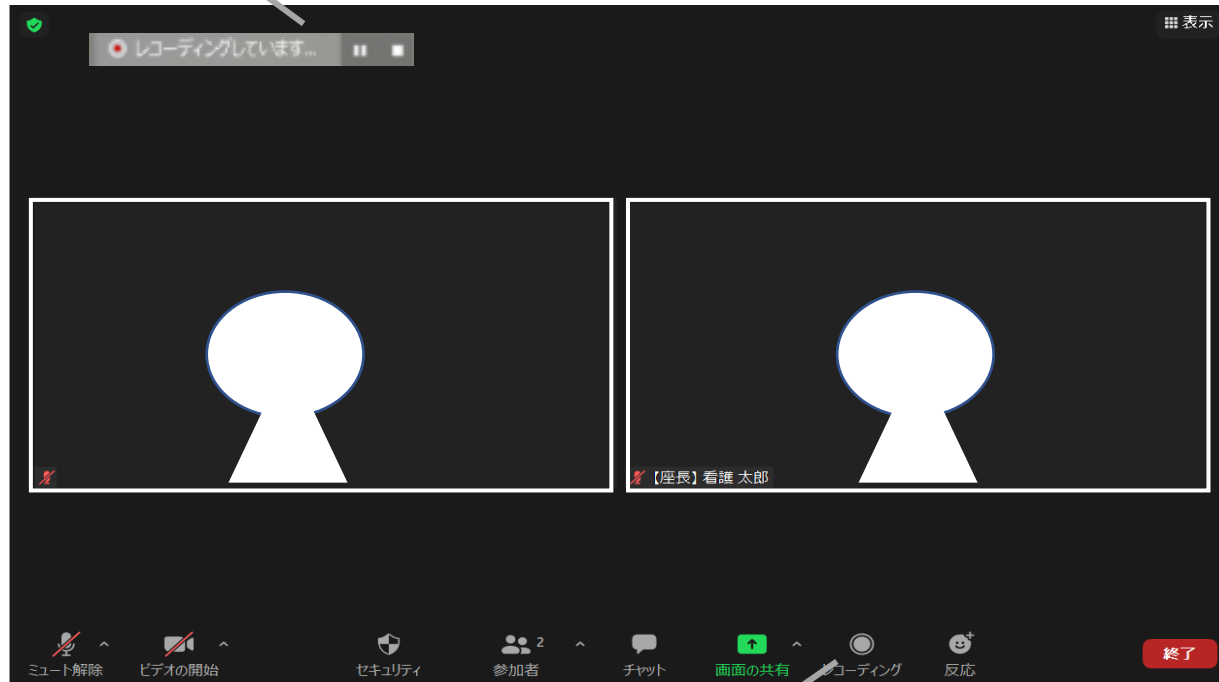 表示
レコーディングしています...
【座長】看護 太郎
2
ミュート解除
ビデオの開始
セキュリティ
参加者
チャット
画面の共有
レコーディング
反応
終了